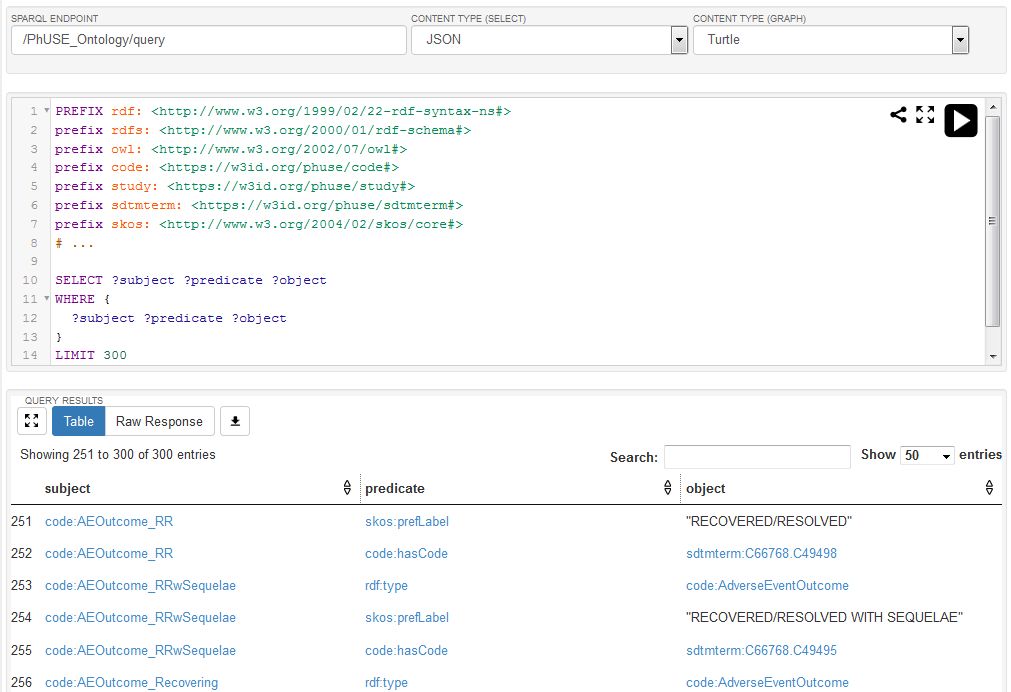 SPARQL ENDPOINT CONTENT TYPE (SELECT) CONTENT TYPE (GRAPH)
/PhUSE_Ontology/query JSON Turtle
1 PREFIX rdf: <http://www.w3.org/1999/02/22-rdf-syntax-ns#>
2 prefix rdfs: <http://www.w3.org/2000/01/rdf-schema#>
3 prefix owl: <http://www.w3.org/2002/07/owl#>
4 prefix code: <https://w3id.org/phuse/code#>
5 prefix study: <https://w3id.org/phuse/study#>
6 prefix sdtmterm: <https://w3id.org/phuse/sdtmterm#>
7 prefix skos: <http://www.w3.org/2004/02/skos/core#>
8 # ...
9
10 SELECT ?subject ?predicate ?object
11 WHERE {
12 ?subject ?predicate ?object
13 }
14 LIMIT 300
QUERY RESULTS
Table Raw Response
Showing 251 to 300 of 300 entries Search: Show 50 entries
subject predicate object
251 code:AEOutcome_RR skos:prefLabel "RECOVERED/RESOLVED"
252 code:AEOutcome_RR code:hasCode sdtmterm:C66768.C49498
253 code:AEOutcome_RRwSequelae rdf:type code:AdverseEventOutcome
254 code:AEOutcome_RRwSequelae skos:prefLabel "RECOVERED/RESOLVED WITH SEQUELAE"
255 code:AEOutcome_RRwSequelae code:hasCode sdtmterm:C66768.C49495
256 code:AEOutcome_Recovering rdf:type code:AdverseEventOutcome